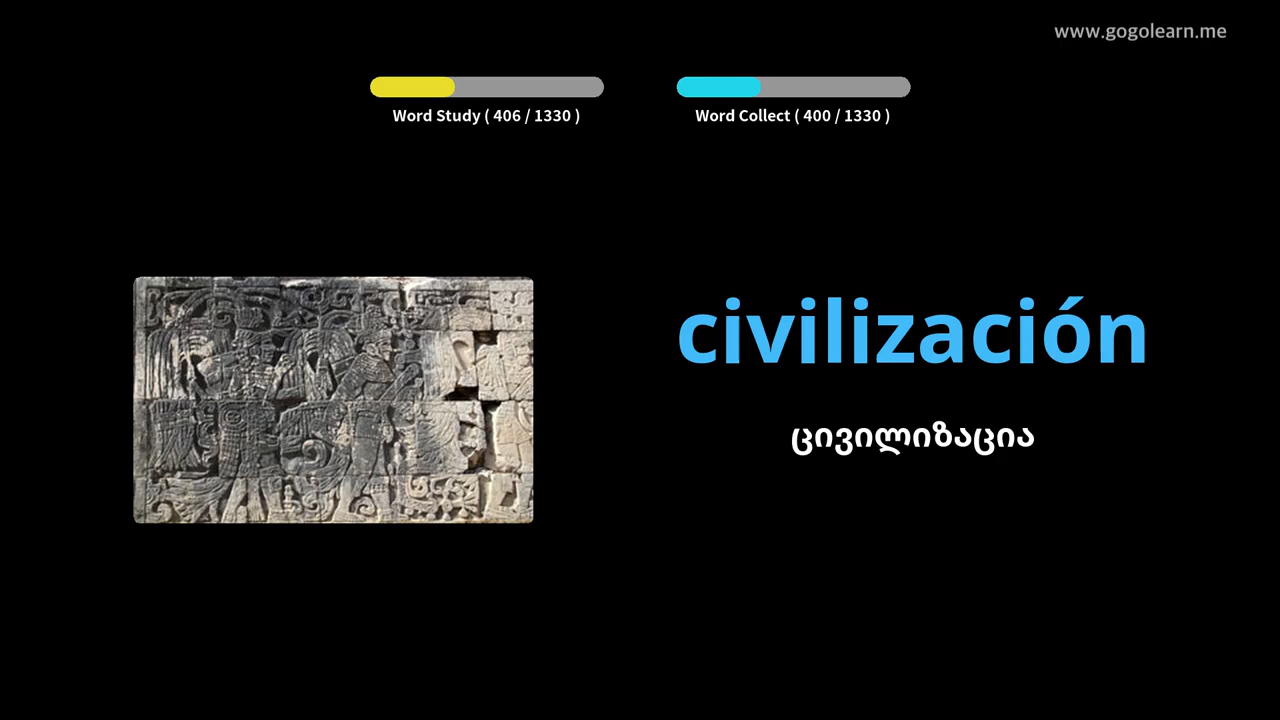 www.gogolearn.me
Word Study ( 406 / 1330 )
Word Collect ( 400 / 1330 )
civilización
ცივილიზაცია